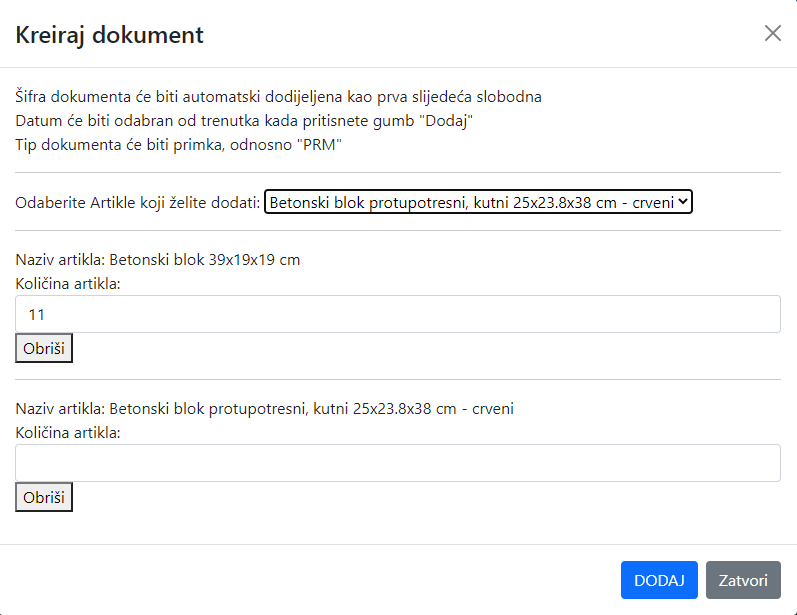 Kreiraj dokument
Šifra dokumenta će biti automatski dodijeljena kao prva slijedeća slobodna
Datum će biti odabran od trenutka kada pritisnete gumb "Dodaj"
Tip dokumenta će biti primka, odnosno "PRM"
Odaberite Artikle koji želite dodati: Betonski blok protupotresni, kutni 25x23.8x38 cm - crveni
Naziv artikla: Betonski blok 39x19x19 cm
Količina artikla:
11
Obriši
Naziv artikla: Betonski blok protupotresni, kutni 25x23.8x38 cm - crveni
Količina artikla:
Obriši
DODAJ Zatvori